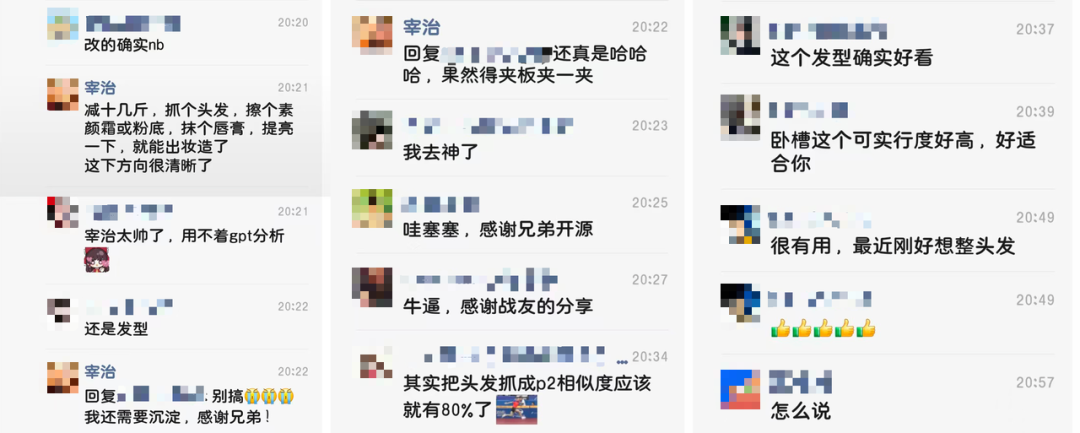 20:20
改的确实nb
宰治
20:21
减十几斤，抓个头发，擦个素
颜霜或粉底，抹个唇膏，提亮
一下，就能出妆造了
这下方向很清晰了
20:21
宰治太帅了，用不着gpt分析
20:22
还是发型
宰治
20:22
回复 : 别搞😭😭😭
我还需要沉淀，感谢兄弟！
宰治
20:22
回复 还真是哈哈
哈，果然得夹板夹一夹
20:23
我去神了
20:25
哇塞塞，感谢兄弟开源
20:27
牛逼，感谢战友的分享
... 20:34
其实把头发抓成p2相似度应该
就有80%了
20:37
这个发型确实好看
20:39
卧槽这个可实行度好高，好适
合你
20:49
很有用，最近刚好想整头发
20:49
👍👍👍👍👍
20:57
怎么说